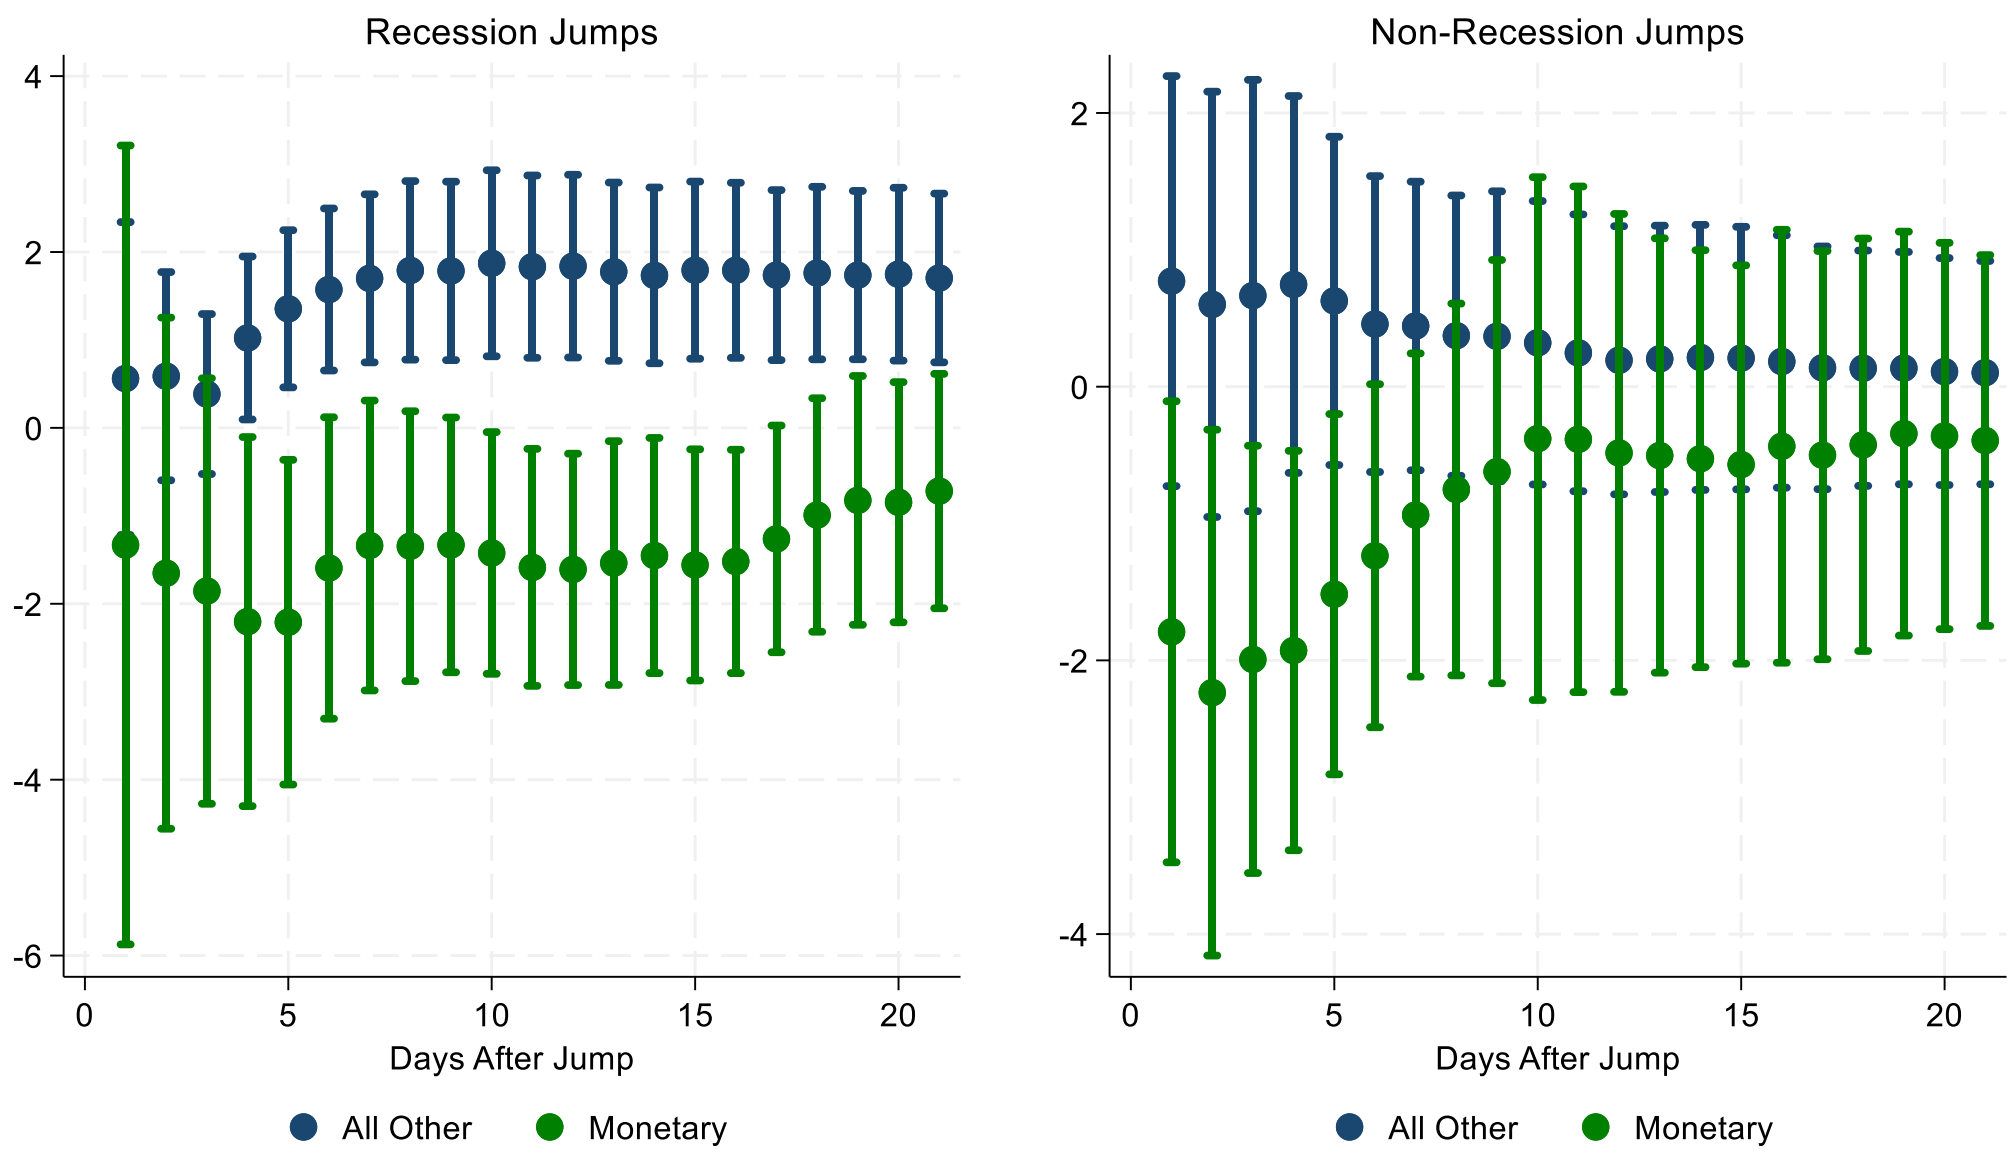 Recession Jumps
4
2
0
-2
-4
-6
0 5 10 15 20
Days After Jump
All Other Monetary
Non-Recession Jumps
2
0
-2
-4
0 5 10 15 20
Days After Jump
All Other Monetary